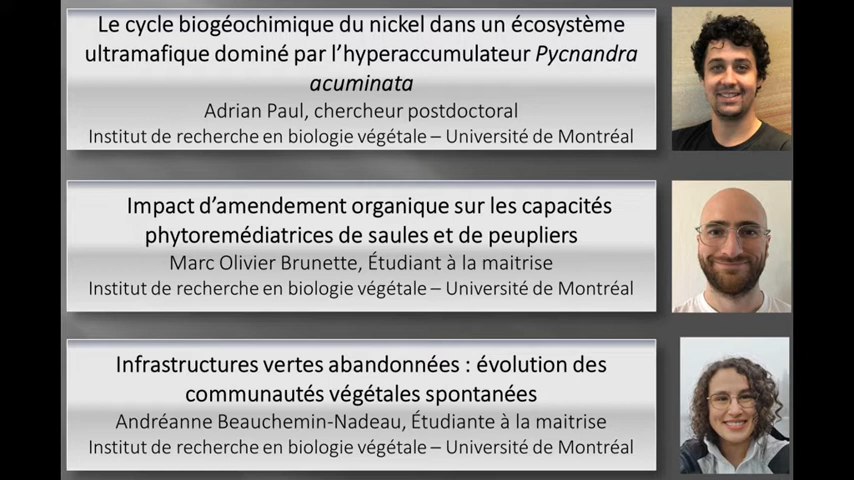 Le cycle biogéochimique du nickel dans un écosystème
ultramafique dominé par l’hyperaccumulateur Pycnandra
acuminata
Adrian Paul, chercheur postdoctoral
Institut de recherche en biologie végétale – Université de Montréal
Impact d’amendement organique sur les capacités
phytoremédiatrices de saules et de peupliers
Marc Olivier Brunette, Étudiant à la maitrise
Institut de recherche en biologie végétale – Université de Montréal
Infrastructures vertes abandonnées : évolution des
communautés végétales spontanées
Andréanne Beauchemin-Nadeau, Étudiante à la maitrise
Institut de recherche en biologie végétale – Université de Montréal